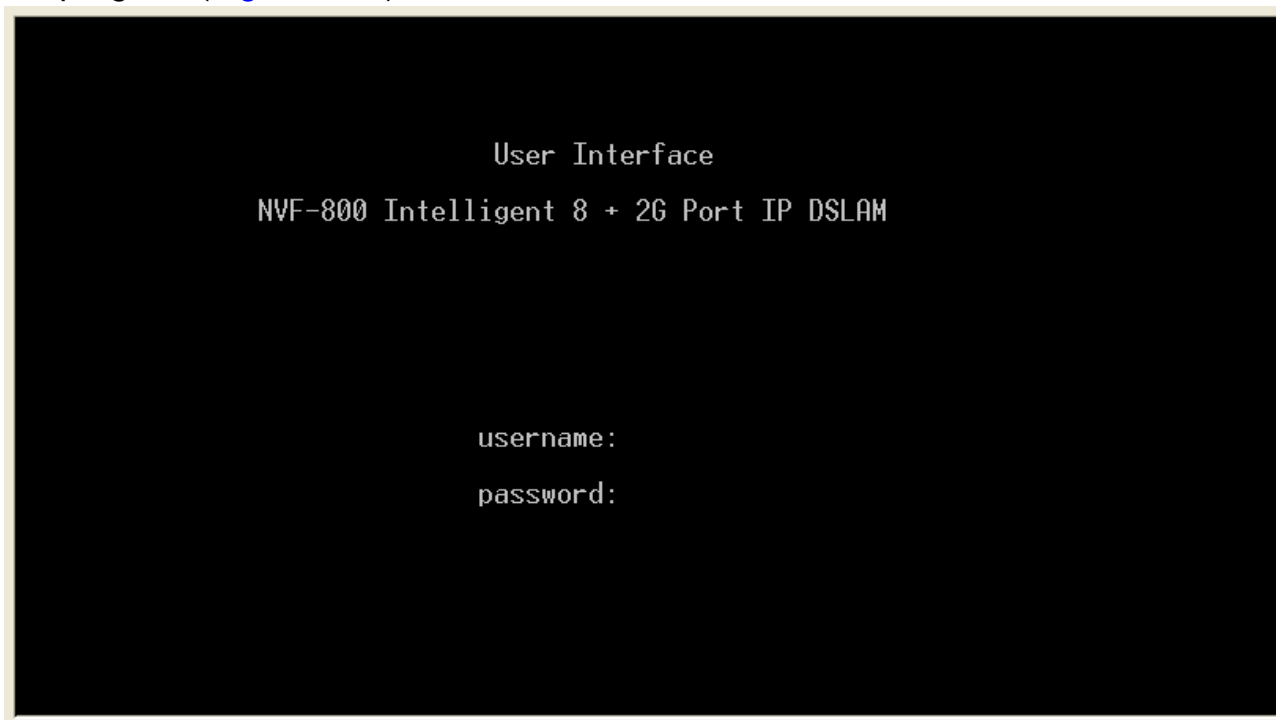 User Interface
NVF-800 Intelligent 8 + 2G Port IP DSLAM
username:
password: